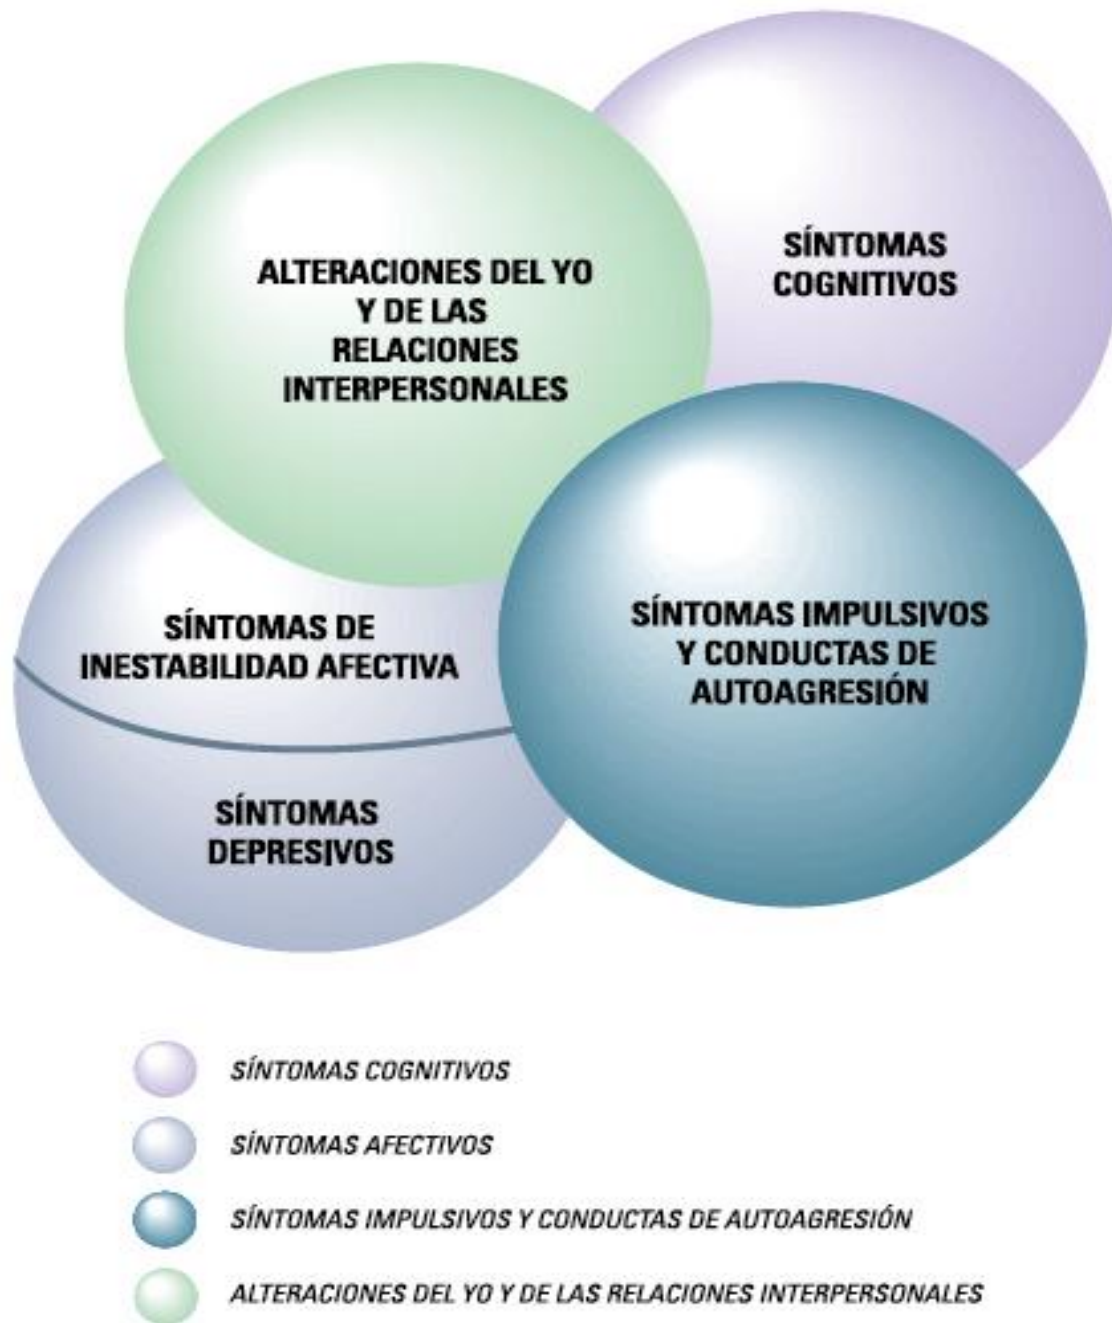 SÍNTOMAS
COGNITIVOS
ALTERACIONES DEL YO
Y DE LAS
RELACIONES
INTERPERSONALES
SÍNTOMAS DE
INESTABILIDAD AFECTIVA
SÍNTOMAS IMPULSIVOS
Y CONDUCTAS DE
AUTOAGRESIÓN
SÍNTOMAS
DEPRESIVOS
SÍNTOMAS COGNITIVOS
SÍNTOMAS AFECTIVOS
SÍNTOMAS IMPULSIVOS Y CONDUCTAS DE AUTOAGRESIÓN
ALTERACIONES DEL YO Y DE LAS RELACIONES INTERPERSONALES